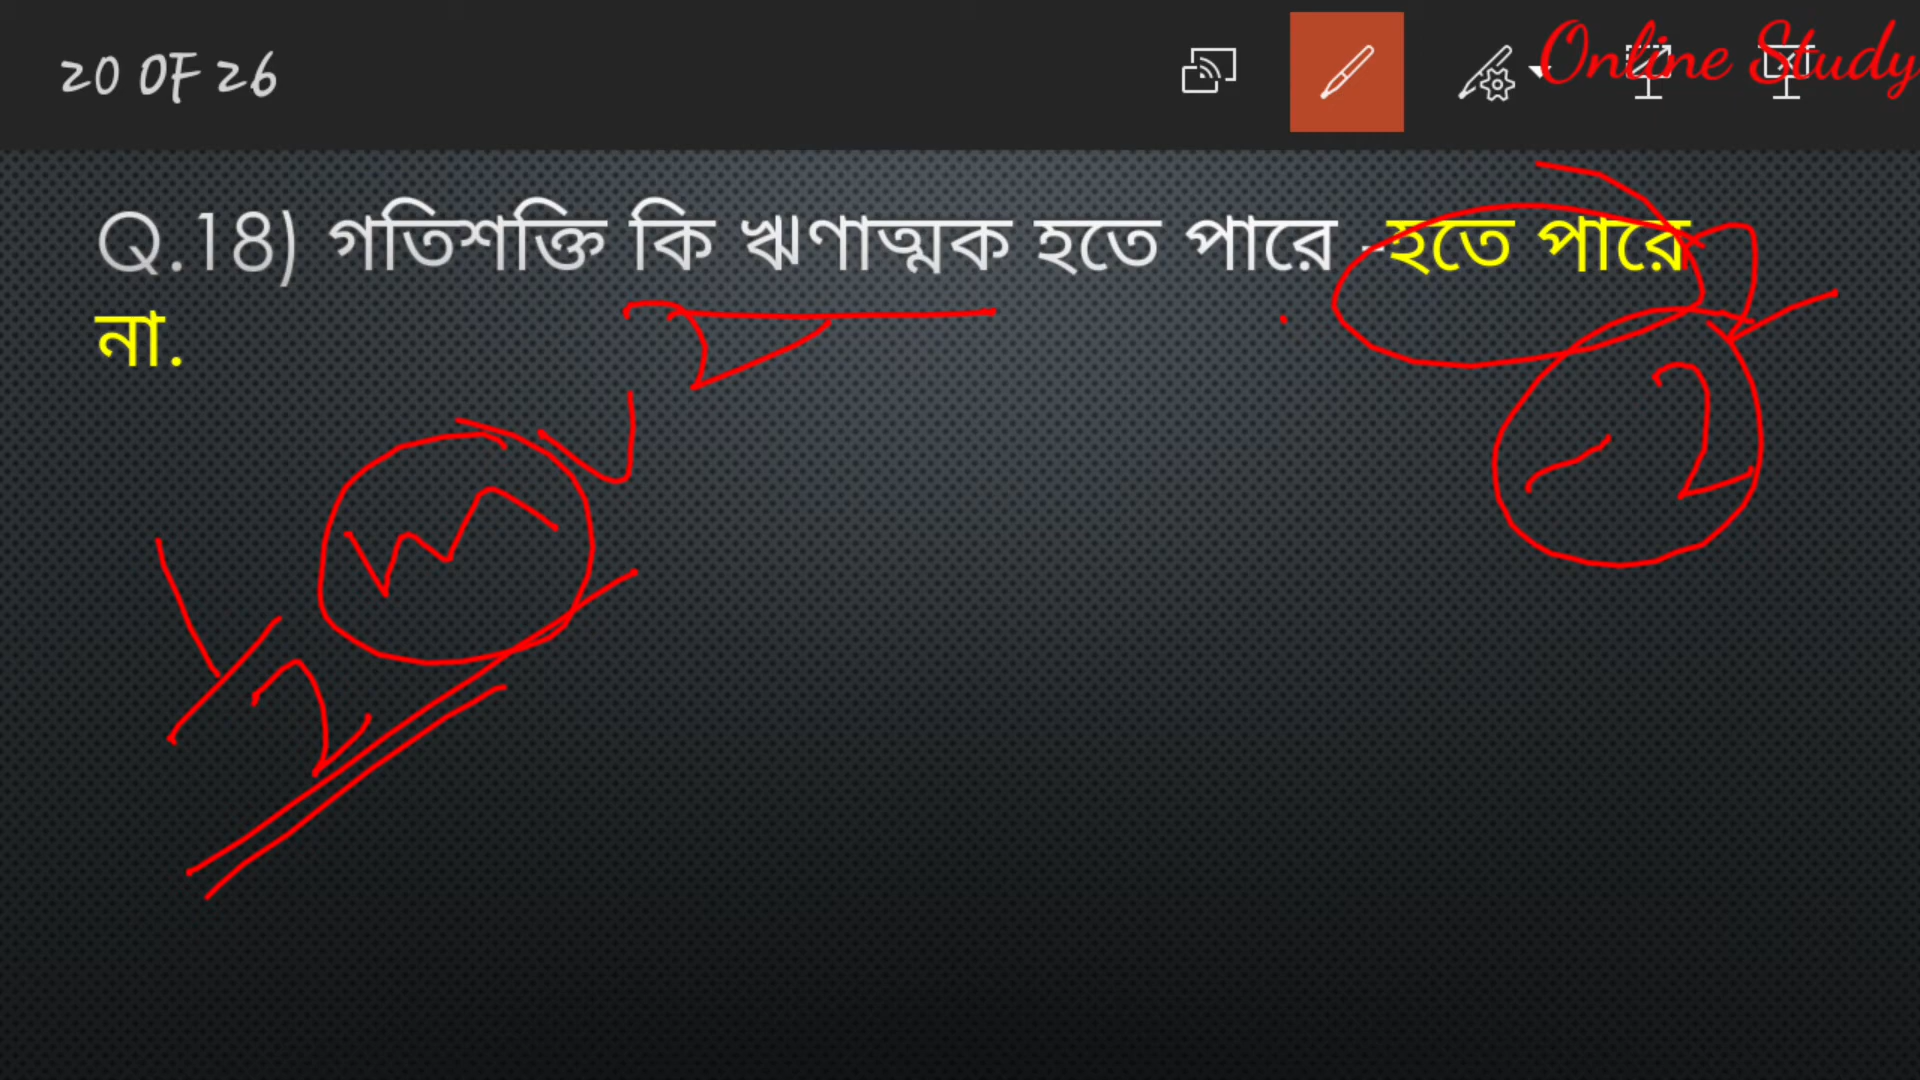 20 OF 26
Online Study
Q.18) গতিশক্তি কি ঋণাত্মক হতে পারে -হতে পারে
না.